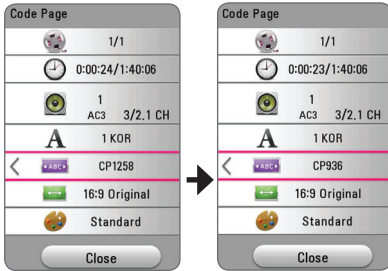 Code Page
1/1
0:00:24/1:40:06
1
AC3 3/2.1 CH
A 1 KOR
ABC CP1258
16:9 Original
Standard
Close
Code Page
1/1
0:00:23/1:40:06
1
AC3 3/2.1 CH
A 1 KOR
ABC CP936
16:9 Original
Standard
Close